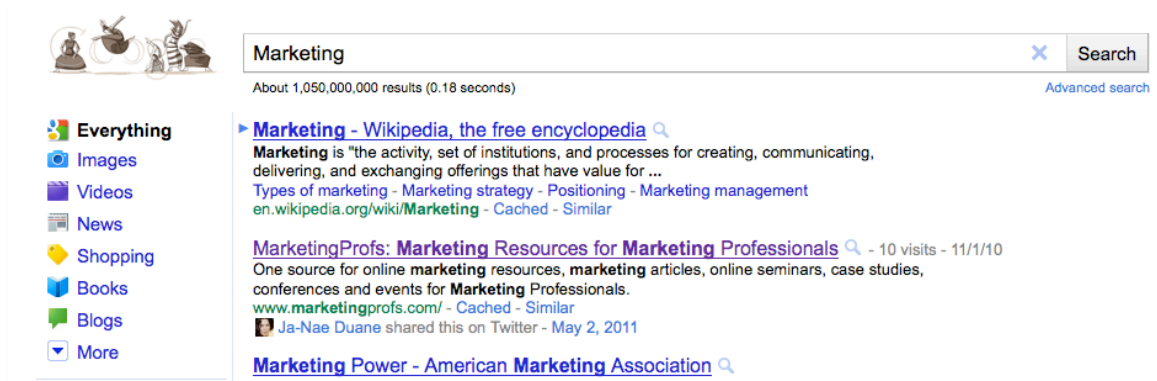 Marketing
Search
About 1,050,000,000 results (0.18 seconds)
Advanced search
Everything
Images
Videos
News
Shopping
Books
Blogs
More
Marketing - Wikipedia, the free encyclopedia
Marketing is "the activity, set of institutions, and processes for creating, communicating,
delivering, and exchanging offerings that have value for ...
Types of marketing - Marketing strategy - Positioning - Marketing management
en.wikipedia.org/wiki/Marketing - Cached - Similar
MarketingProfs: Marketing Resources for Marketing Professionals - 10 visits - 11/1/10
One source for online marketing resources, marketing articles, online seminars, case studies,
conferences and events for Marketing Professionals.
www.marketingprofs.com/ - Cached - Similar
Ja-Nae Duane shared this on Twitter - May 2, 2011
Marketing Power - American Marketing Association